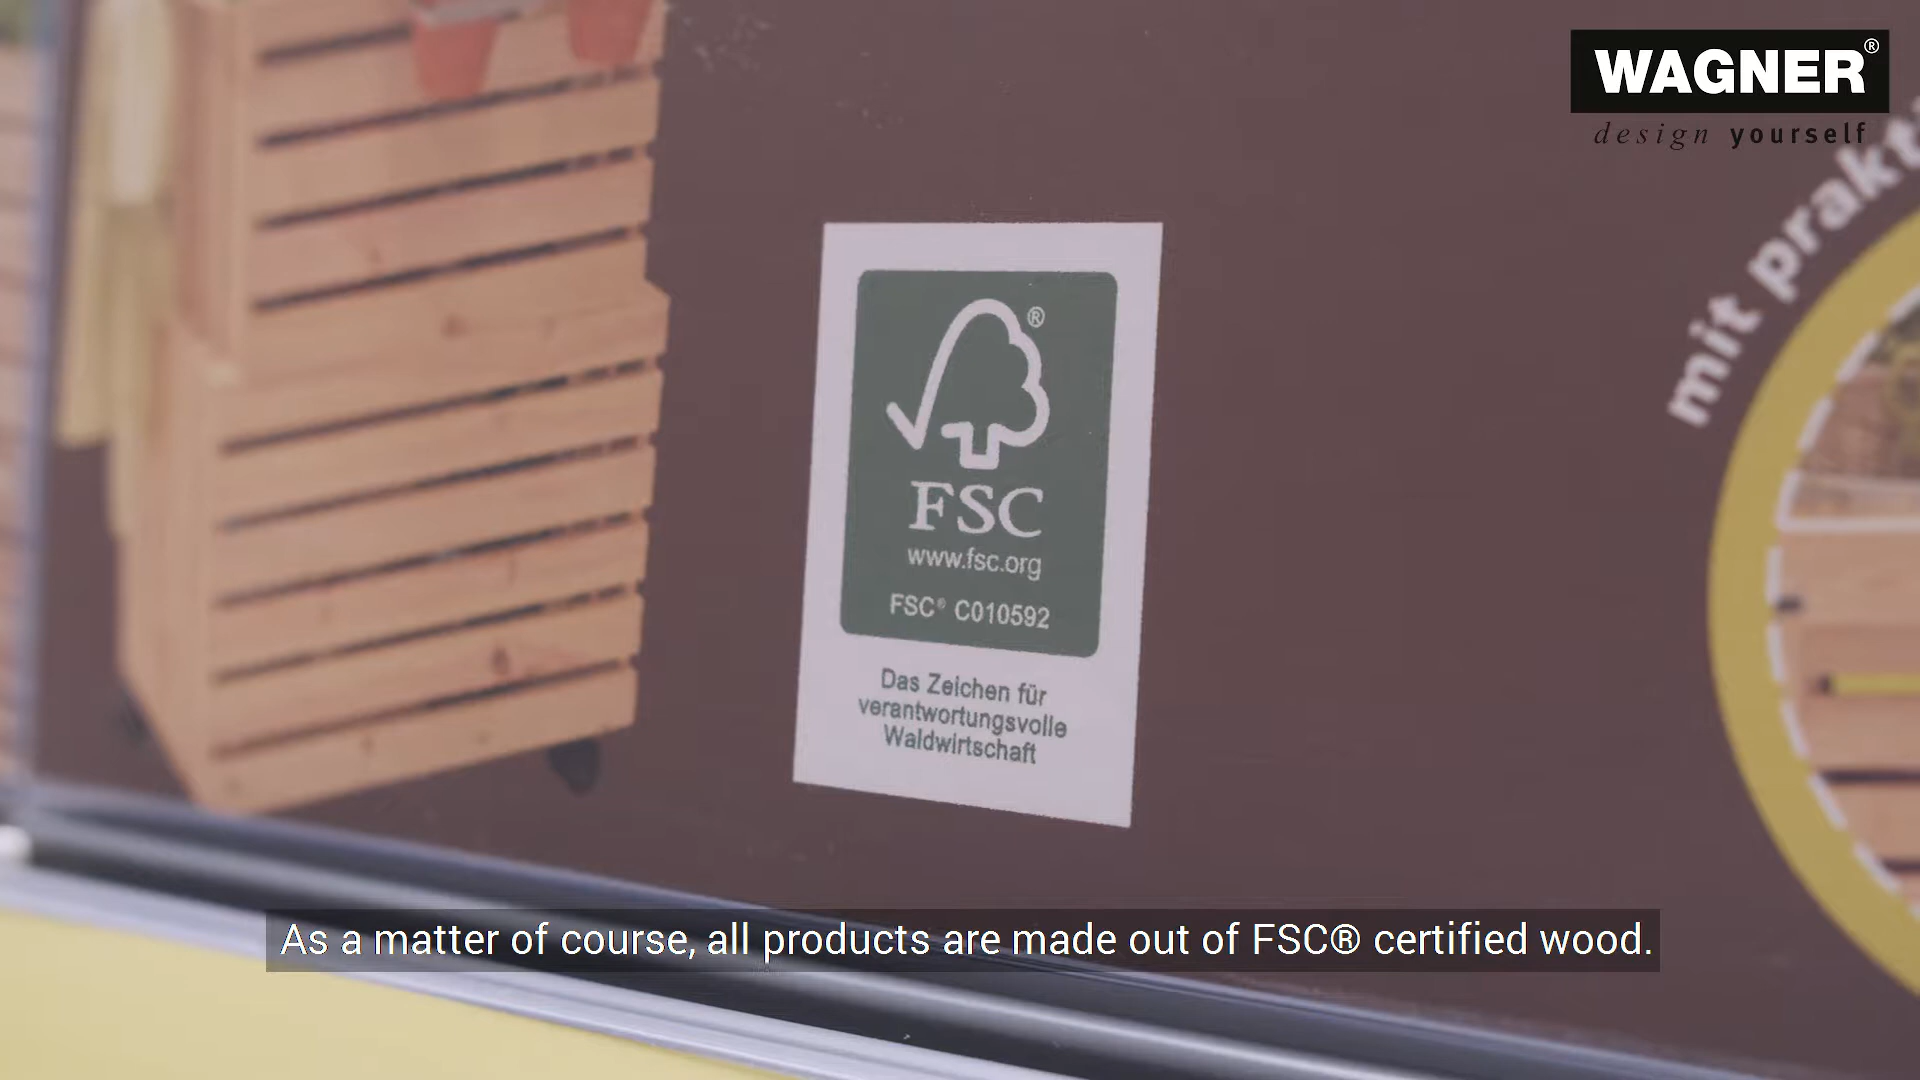 WAGNER®
design yourself
mit prakt
®
FSC
www.fsc.org
FSC® C010592
Das Zeichen für
verantwortungsvolle
Waldwirtschaft
As a matter of course, all products are made out of FSC® certified wood.